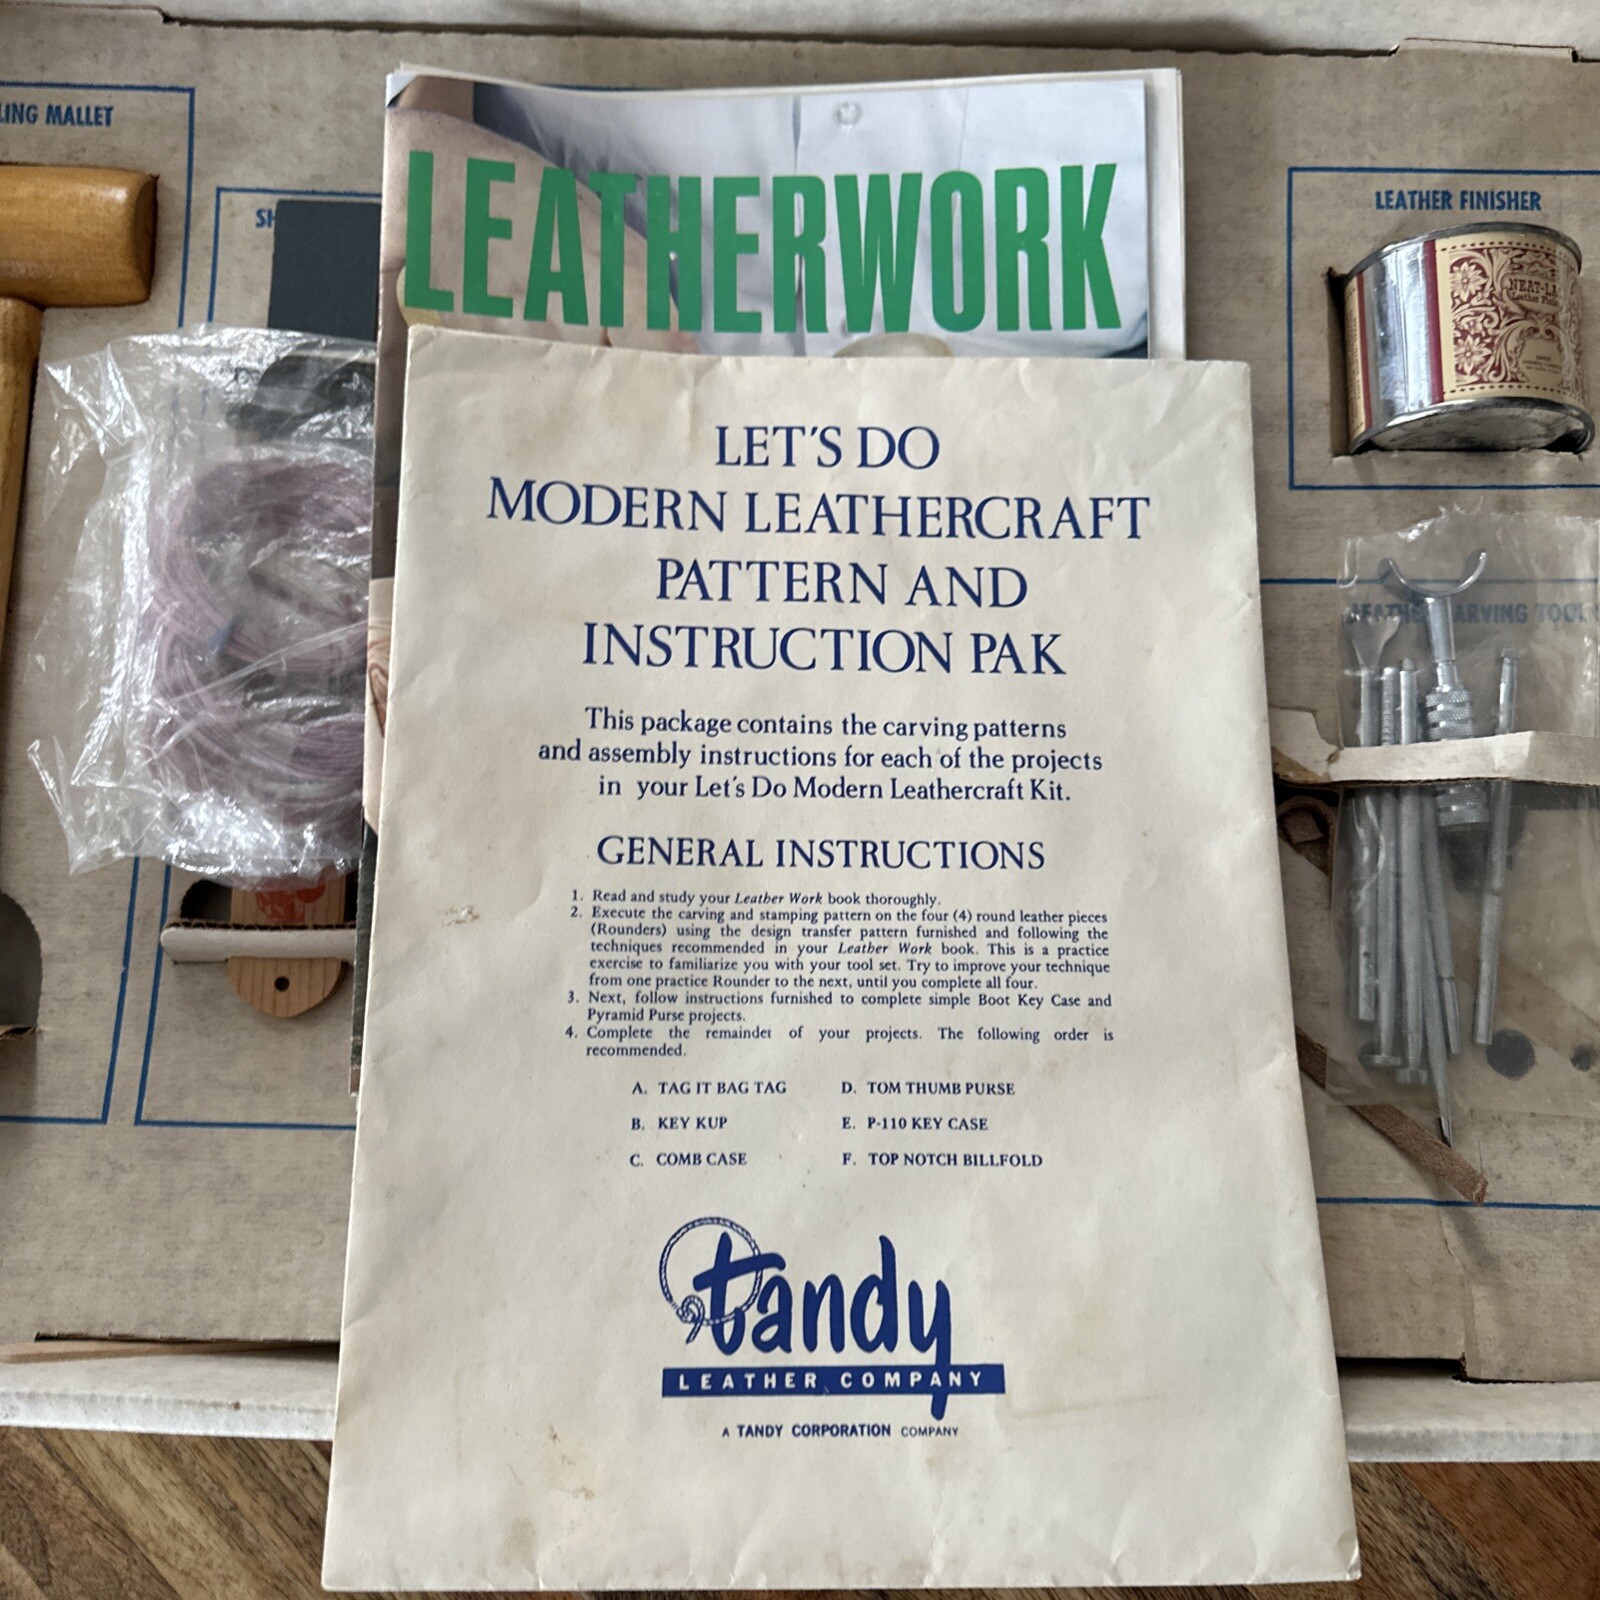 LING MALLET
SH
LEATHERWORK
LEATHER FINISHER
NEAT-LA
Leather
LEATHER CARVING TOOL
LET'S DO
MODERN LEATHERCRAFT
PATTERN AND
INSTRUCTION PAK
This package contains the carving patterns
and assembly instructions for each of the projects
in your Let's Do Modern Leathercraft Kit.
GENERAL INSTRUCTIONS
1. Read and study your Leather Work book thoroughly.
2. Execute the carving and stamping pattern on the four (4) round leather pieces
(Rounders) using the design transfer pattern furnished and following the
techniques recommended in your Leather Work book. This is a practice
exercise to familiarize you with your tool set. Try to improve your technique
from one practice Rounder to the next, until you complete all four.
3. Next, follow instructions furnished to complete simple Boot Key Case and
Pyramid Purse projects.
4. Complete the remainder of your projects. The following order is
recommended.
A. TAG IT BAG TAG
B. KEY KUP
C. COMB CASE
D. TOM THUMB PURSE
E. P-110 KEY CASE
F. TOP NOTCH BILLFOLD
tandy
LEATHER COMPANY
A TANDY CORPORATION COMPANY